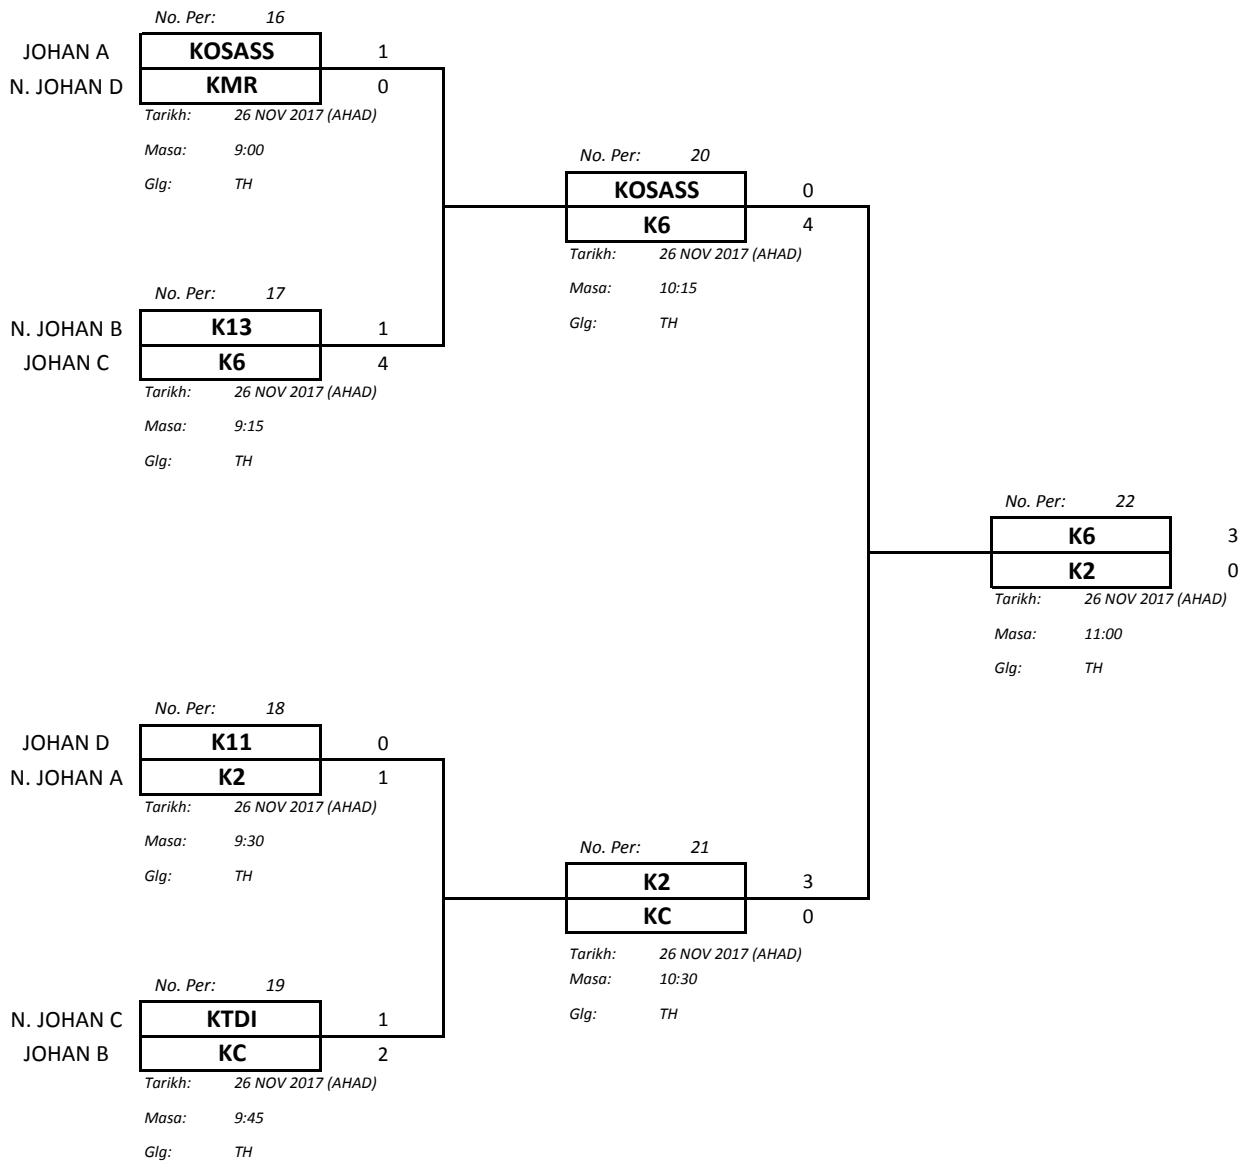 No. Per: 16
JOHAN A KOSASS 1
N. JOHAN D KMR 0
Tarikh: 26 NOV 2017 (AHAD)
Masa: 9:00
Glg: TH
No. Per: 17
N. JOHAN B K13 1
JOHAN C K6 4
Tarikh: 26 NOV 2017 (AHAD)
Masa: 9:15
Glg: TH
No. Per: 20
KOSASS 0
K6 4
Tarikh: 26 NOV 2017 (AHAD)
Masa: 10:15
Glg: TH
No. Per: 22
K6 3
K2 0
Tarikh: 26 NOV 2017 (AHAD)
Masa: 11:00
Glg: TH
No. Per: 18
JOHAN D K11 0
N. JOHAN A K2 1
Tarikh: 26 NOV 2017 (AHAD)
Masa: 9:30
Glg: TH
No. Per: 21
K2 3
KC 0
Tarikh: 26 NOV 2017 (AHAD)
Masa: 10:30
Glg: TH
No. Per: 19
N. JOHAN C KTDI 1
JOHAN B KC 2
Tarikh: 26 NOV 2017 (AHAD)
Masa: 9:45
Glg: TH